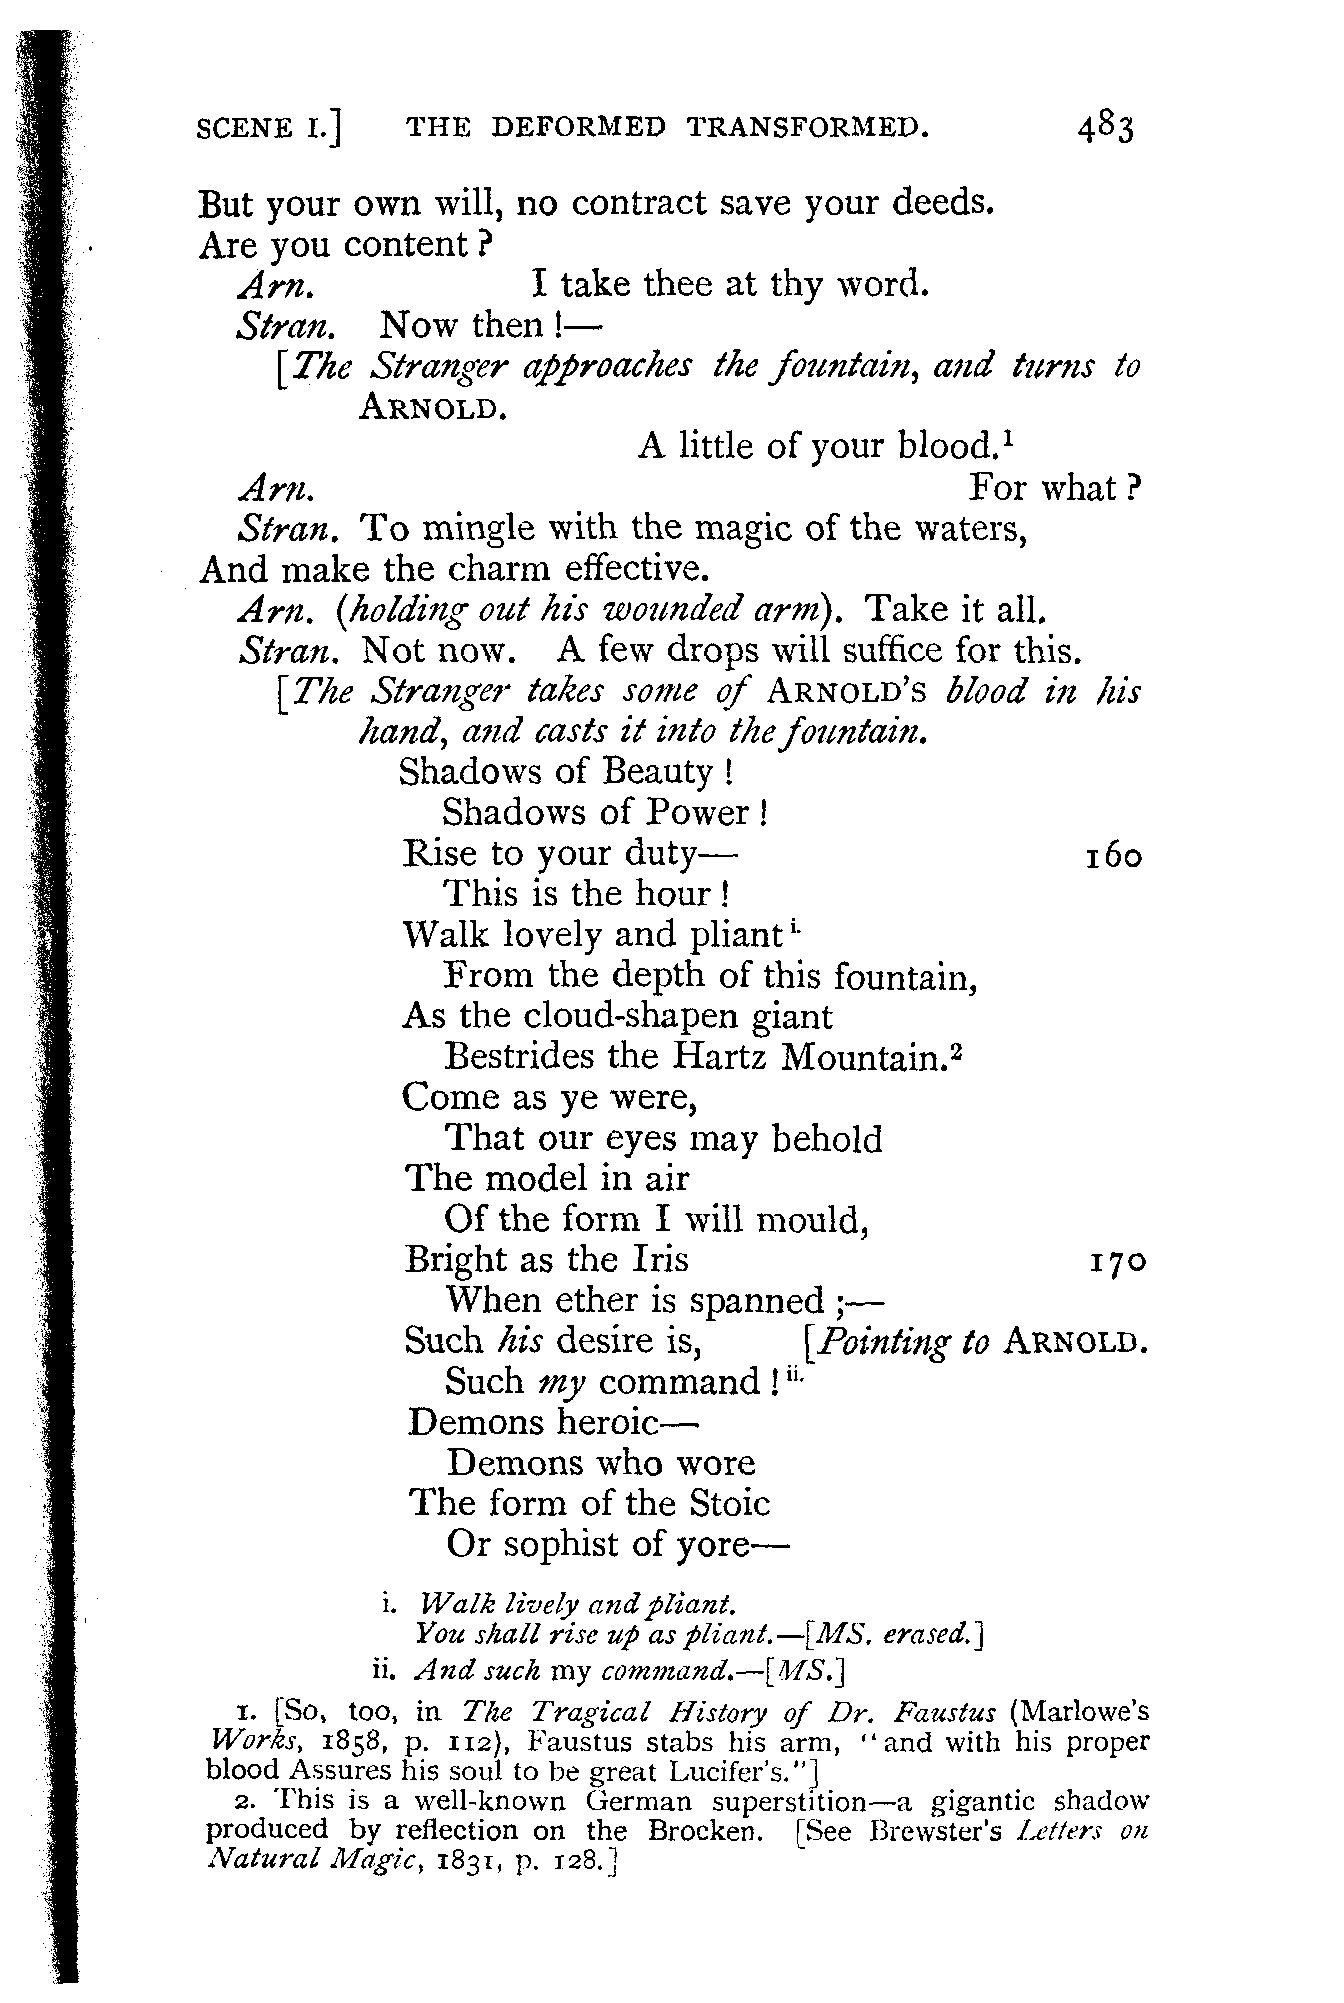 SCENE I.] THE DEFORMED TRANSFORMED. 483
But your own will, no contract save your deeds.
Are you content?
Arn. I take thee at thy word.
Stran. Now then!—
[The Stranger approaches the fountain, and turns to
ARNOLD.
A little of your blood.¹
Arn. For what?
Stran. To mingle with the magic of the waters,
And make the charm effective.
Arn. (holding out his wounded arm). Take it all.
Stran. Not now. A few drops will suffice for this.
[The Stranger takes some of ARNOLD'S blood in his
hand, and casts it into the fountain.
Shadows of Beauty!
Shadows of Power!
Rise to your duty— 160
This is the hour!
Walk lovely and pliant i.
From the depth of this fountain,
As the cloud-shapen giant
Bestrides the Hartz Mountain.²
Come as ye were,
That our eyes may behold
The model in air
Of the form I will mould,
Bright as the Iris 170
When ether is spanned;—
Such his desire is, [Pointing to ARNOLD.
Such my command! ii.
Demons heroic—
Demons who wore
The form of the Stoic
Or sophist of yore—
i. Walk lively and pliant.
You shall rise up as pliant.—[MS. erased.]
ii. And such my command.—[MS.]
1. [So, too, in The Tragical History of Dr. Faustus (Marlowe's
Works, 1858, p. 112), Faustus stabs his arm, "and with his proper
blood Assures his soul to be great Lucifer's."]
2. This is a well-known German superstition—a gigantic shadow
produced by reflection on the Brocken. [See Brewster's Letters on
Natural Magic, 1831, p. 128.]